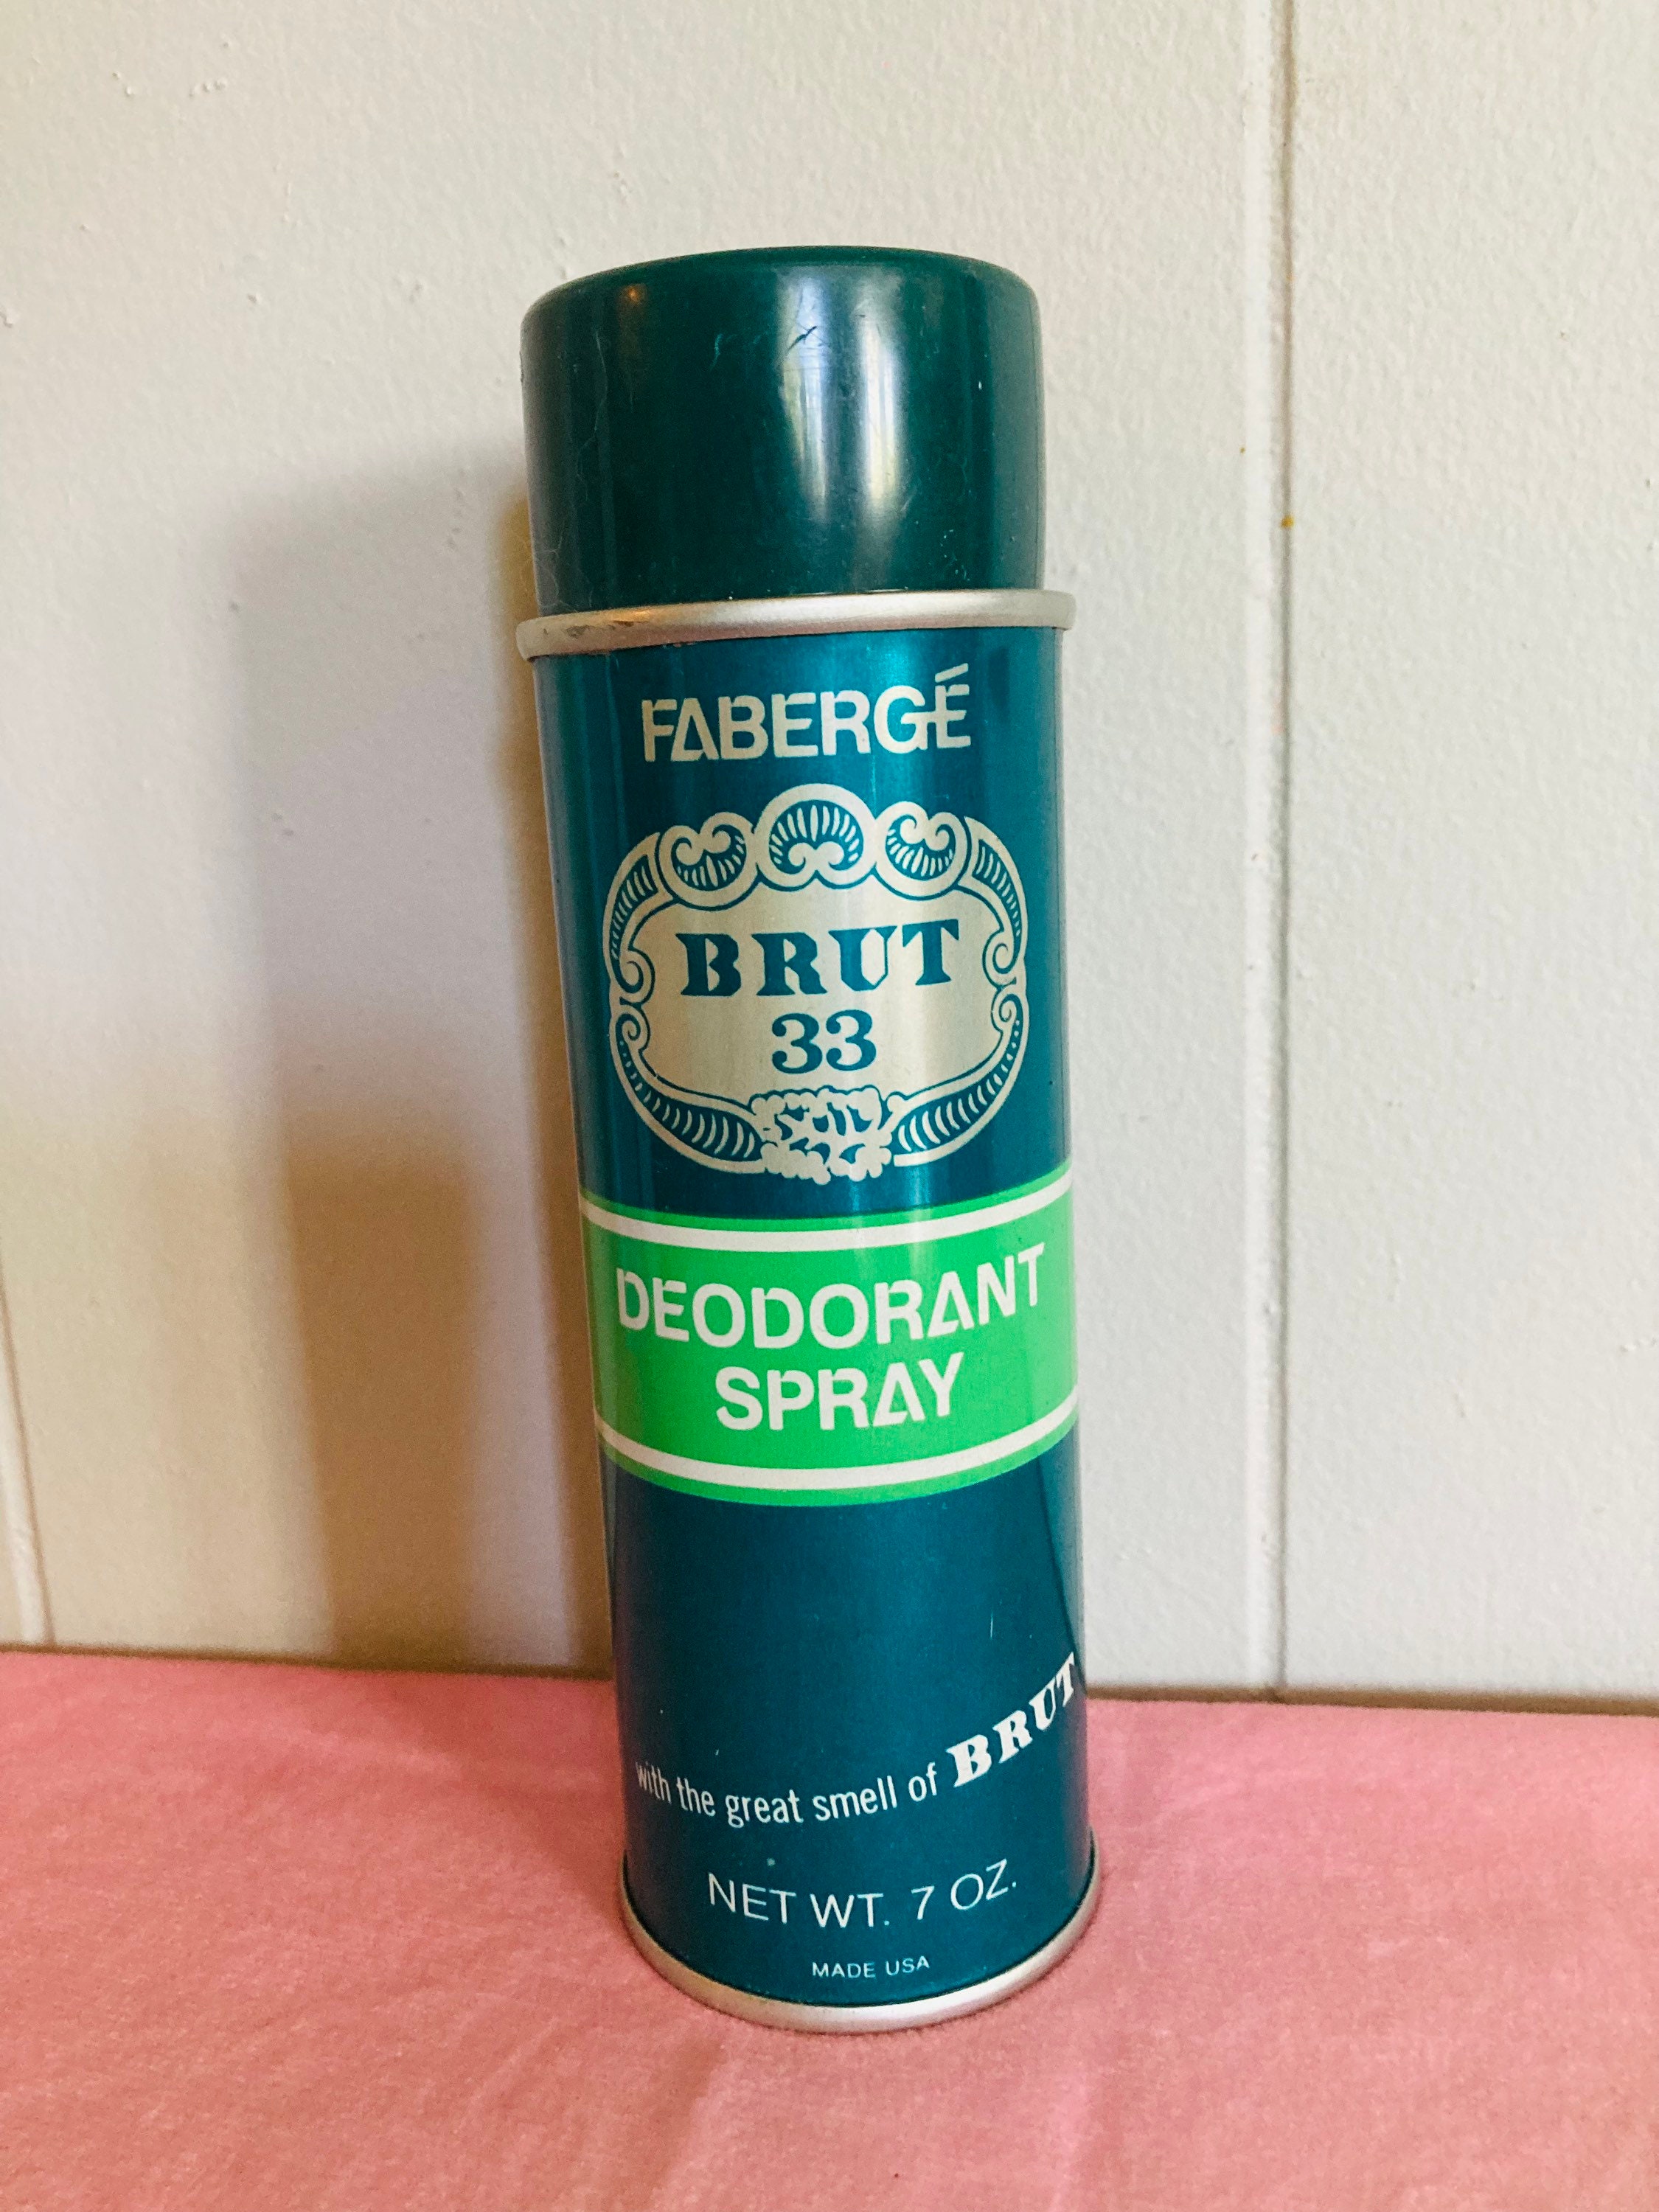 FABERGÉ
BRUT
33
DEODORANT
SPRAY
with the great smell of BRUT
NET WT. 7 OZ.
MADE USA